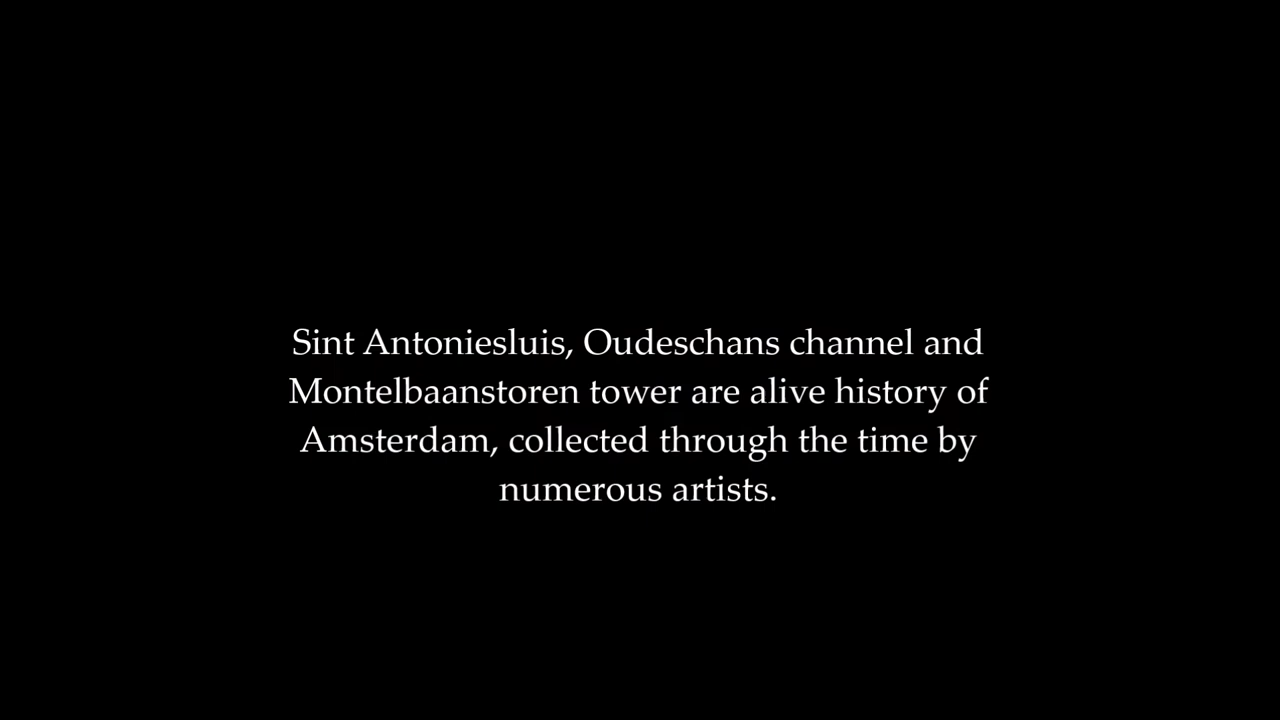 Sint Antoniesluis, Oudeschans channel and
Montelbaanstoren tower are alive history of
Amsterdam, collected through the time by
numerous artists.